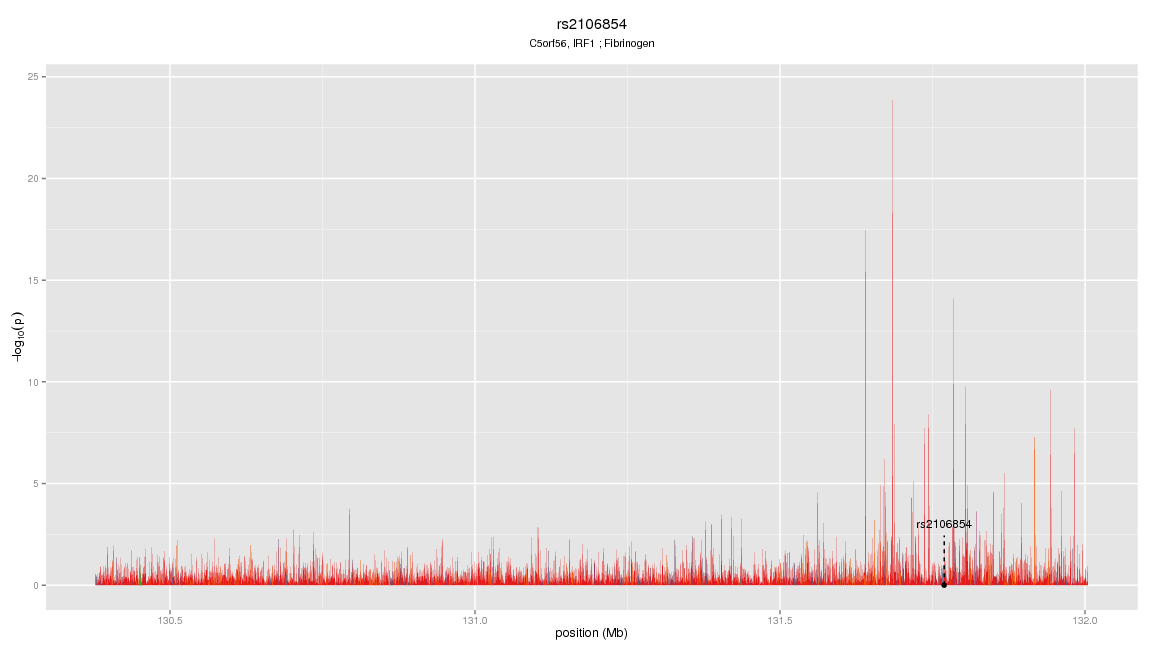 rs2106854
C5orf56, IRF1 ; Fibrinogen
25
20
15
10
5
0
−log10(p)
rs2106854
130.5 131.0 131.5 132.0
position (Mb)